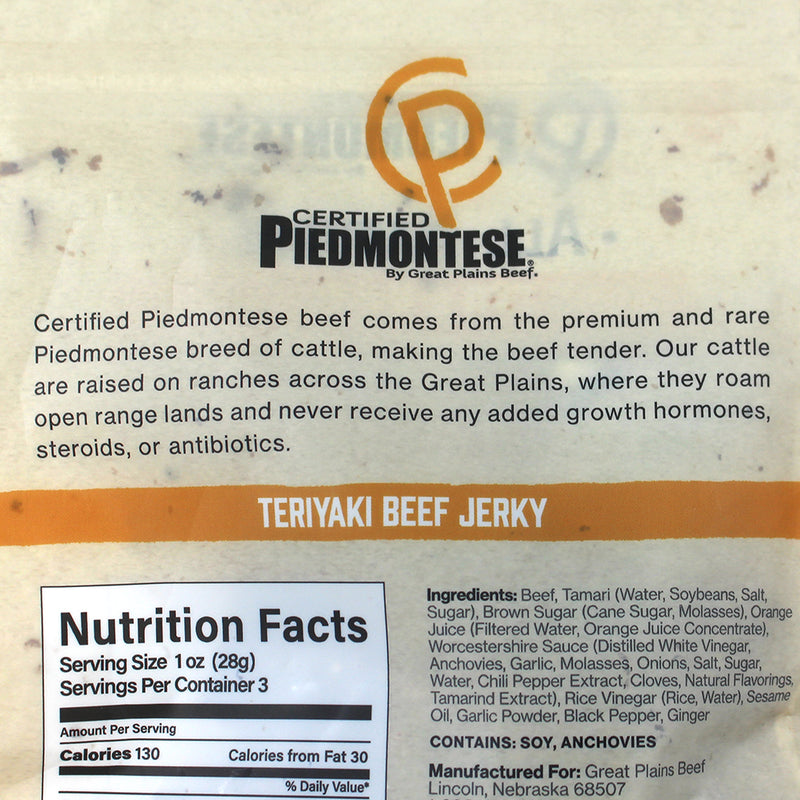 CP
CERTIFIED
PIEDMONTESE®
By Great Plains Beef.
Certified Piedmontese beef comes from the premium and rare
Piedmontese breed of cattle, making the beef tender. Our cattle
are raised on ranches across the Great Plains, where they roam
open range lands and never receive any added growth hormones,
steroids, or antibiotics.
TERIYAKI BEEF JERKY
Nutrition Facts
Serving Size 1 oz (28g)
Servings Per Container 3
Amount Per Serving
Calories 130 Calories from Fat 30
% Daily Value*
Ingredients: Beef, Tamari (Water, Soybeans, Salt,
Sugar), Brown Sugar (Cane Sugar, Molasses), Orange
Juice (Filtered Water, Orange Juice Concentrate),
Worcestershire Sauce (Distilled White Vinegar,
Anchovies, Garlic, Molasses, Onions, Salt, Sugar,
Water, Chili Pepper Extract, Cloves, Natural Flavorings,
Tamarind Extract), Rice Vinegar (Rice, Water), Sesame
Oil, Garlic Powder, Black Pepper, Ginger
CONTAINS: SOY, ANCHOVIES
Manufactured For: Great Plains Beef
Lincoln, Nebraska 68507